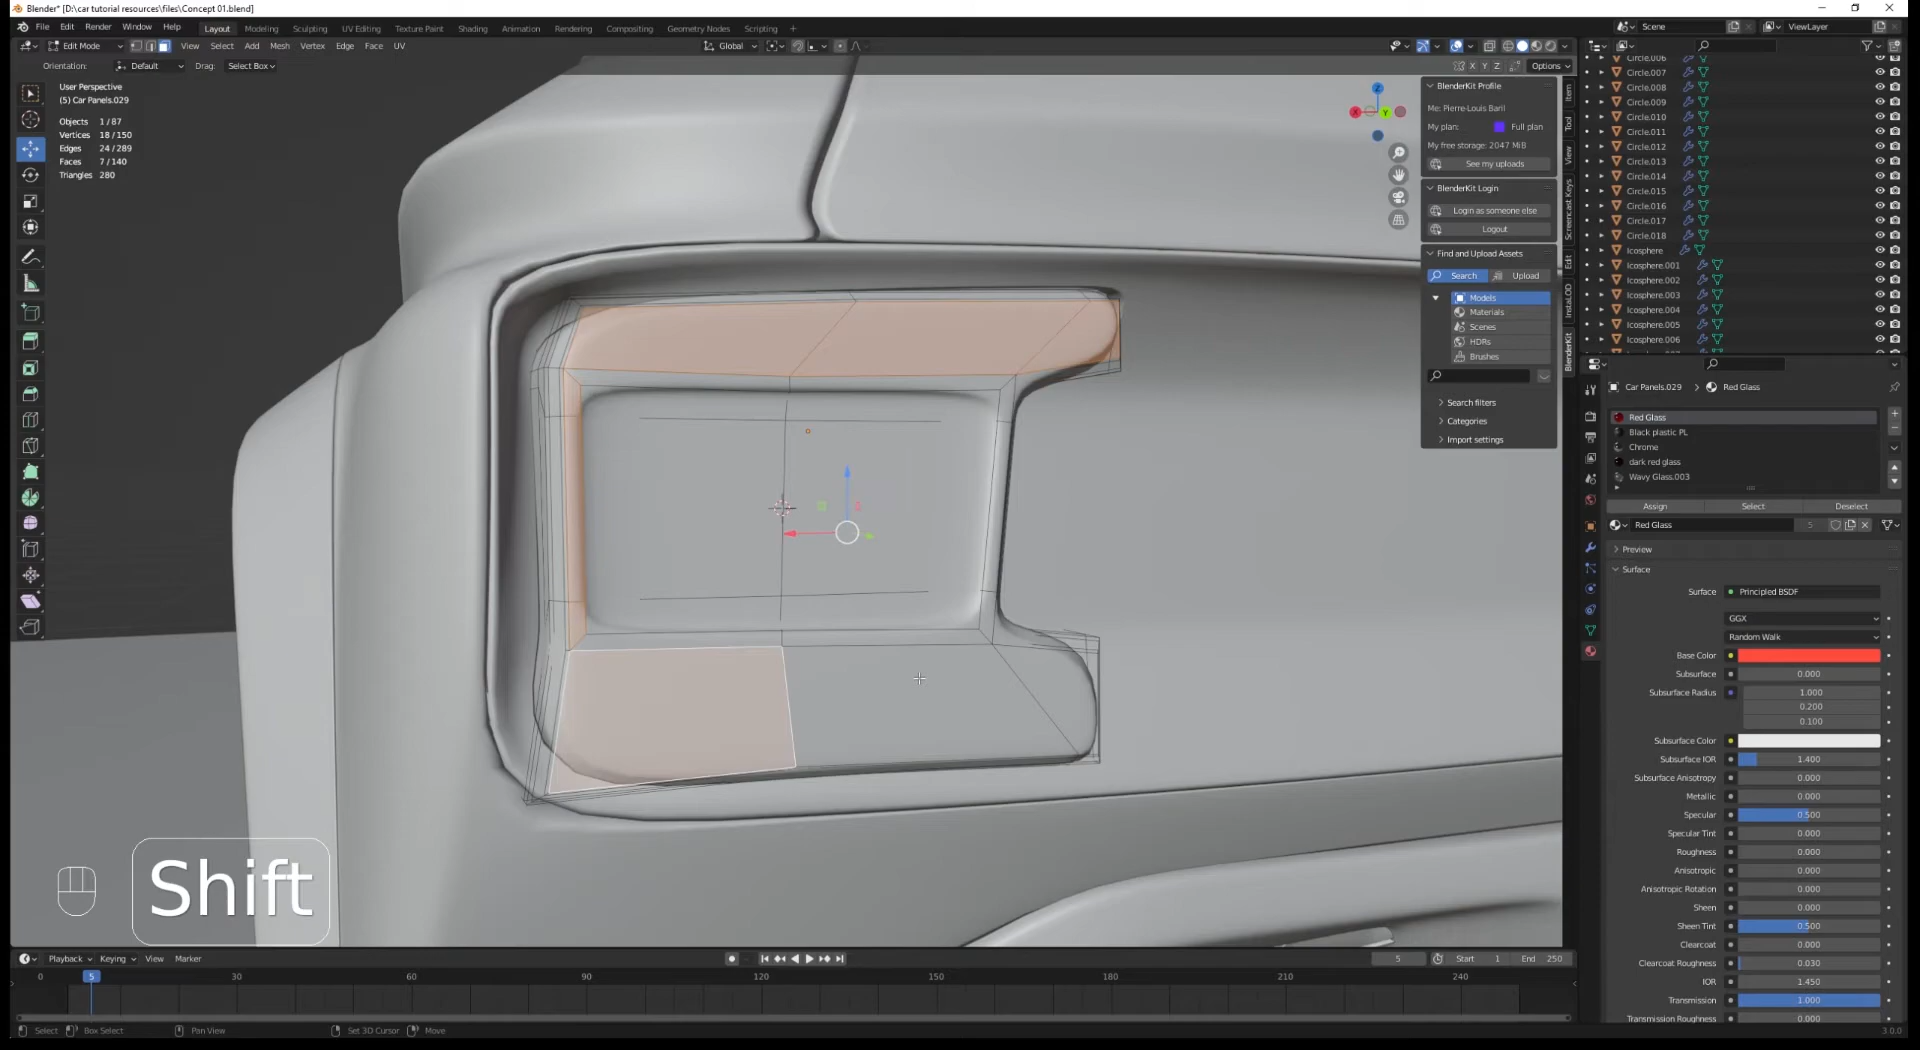 Blender* [D:\car tutorial resources\files\Concept 01.blend]
File Edit Render Window Help Layout Modeling Sculpting UV Editing Texture Paint Shading Animation Rendering Compositing Geometry Nodes Scripting + Scene ViewLayer
Edit Mode View Select Add Mesh Vertex Edge Face UV Global
Orientation: Default Drag: Select Box X Y Z Options
User Perspective
(5) Car Panels.029
Objects 1 / 87
Vertices 18 / 150
Edges 24 / 289
Faces 7 / 140
Triangles 280
Z
X
Y
BlenderKit Profile
Me: Pierre-Louis Baril
My plan: Full plan
My free storage: 2047 MiB
See my uploads
BlenderKit Login
Login as someone else
Logout
Find and Upload Assets
Search Upload
Models
Materials
Scenes
HDRs
Brushes
Search filters
Categories
Import settings
Item
Tool
View
Screencast Keys
Edit
InstaLOD
BlenderKit
Circle.006
Circle.007
Circle.008
Circle.009
Circle.010
Circle.011
Circle.012
Circle.013
Circle.014
Circle.015
Circle.016
Circle.017
Circle.018
Icosphere
Icosphere.001
Icosphere.002
Icosphere.003
Icosphere.004
Icosphere.005
Icosphere.006
Car Panels.029 > Red Glass
Red Glass
Black plastic PL
Chrome
dark red glass
Wavy Glass.003
Assign Select Deselect
Red Glass 5
Preview
Surface
Surface Principled BSDF
GGX
Random Walk
Base Color
Subsurface 0.000
Subsurface Radius 1.000
0.200
0.100
Subsurface Color
Subsurface IOR 1.400
Subsurface Anisotropy 0.000
Metallic 0.000
Specular 0.500
Specular Tint 0.000
Roughness 0.000
Anisotropic 0.000
Anisotropic Rotation 0.000
Sheen 0.000
Sheen Tint 0.500
Clearcoat 0.000
Clearcoat Roughness 0.030
IOR 1.450
Transmission 1.000
Transmission Roughness 0.000
Shift
Playback Keying View Marker 5 Start 1 End 250
0 5 30 60 90 120 150 180 210 240
Select Box Select Pan View Set 3D Cursor Move 3.0.0